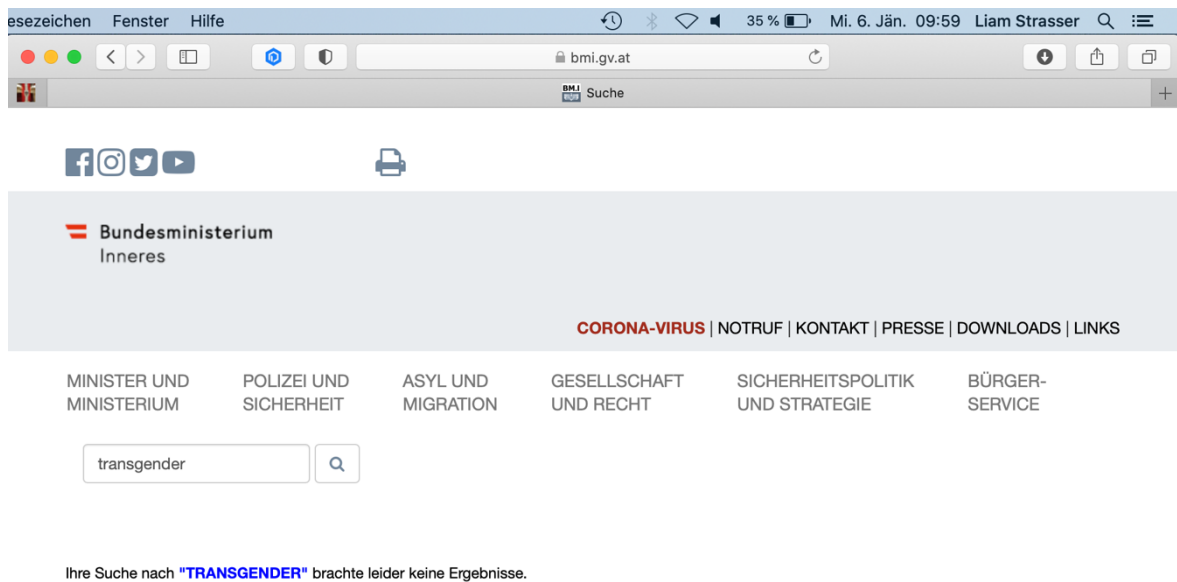 esezeichen Fenster Hilfe 35 % Mi. 6. Jän. 09:59 Liam Strasser
bmi.gv.at
BM.I Suche
Bundesministerium
Inneres
CORONA-VIRUS | NOTRUF | KONTAKT | PRESSE | DOWNLOADS | LINKS
MINISTER UND MINISTERIUM
POLIZEI UND SICHERHEIT
ASYL UND MIGRATION
GESELLSCHAFT UND RECHT
SICHERHEITSPOLITIK UND STRATEGIE
BÜRGER-
SERVICE
transgender
Ihre Suche nach "TRANSGENDER" brachte leider keine Ergebnisse.